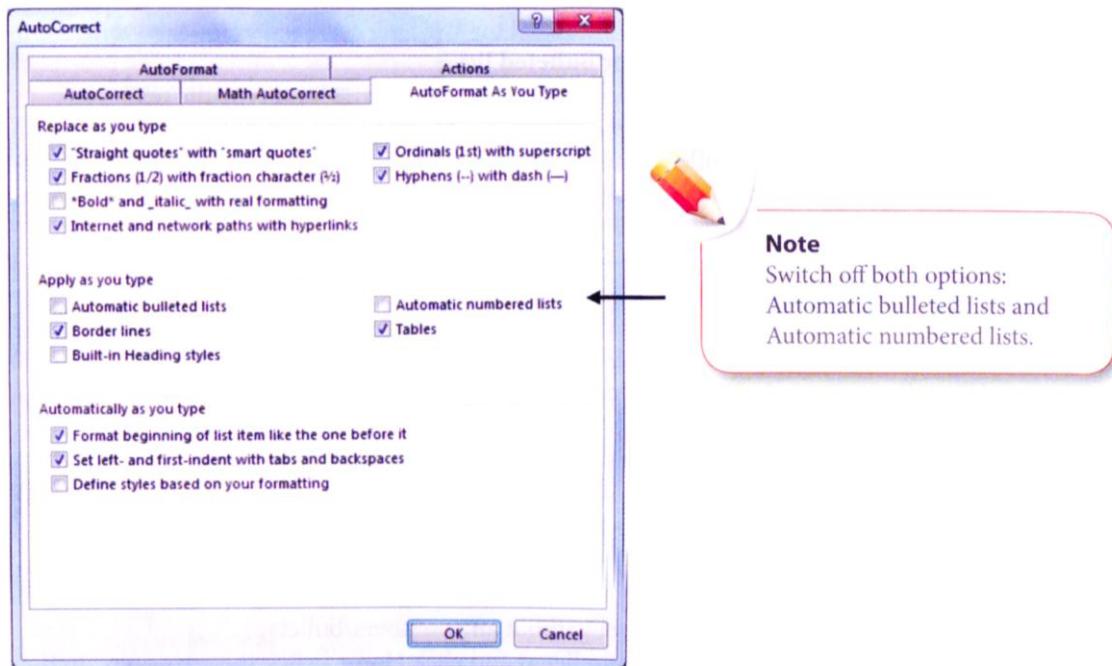 AutoCorrect
AutoFormat Actions
AutoCorrect Math AutoCorrect AutoFormat As You Type
Replace as you type
"Straight quotes" with "smart quotes" Ordinals (1st) with superscript
Fractions (1/2) with fraction character (½) Hyphens (--) with dash (—)
*Bold* and _italic_ with real formatting
Internet and network paths with hyperlinks
Apply as you type
Automatic bulleted lists Automatic numbered lists
Border lines Tables
Built-in Heading styles
Note
Switch off both options:
Automatic bulleted lists and
Automatic numbered lists.
Automatically as you type
Format beginning of list item like the one before it
Set left- and first-indent with tabs and backspaces
Define styles based on your formatting
OK Cancel